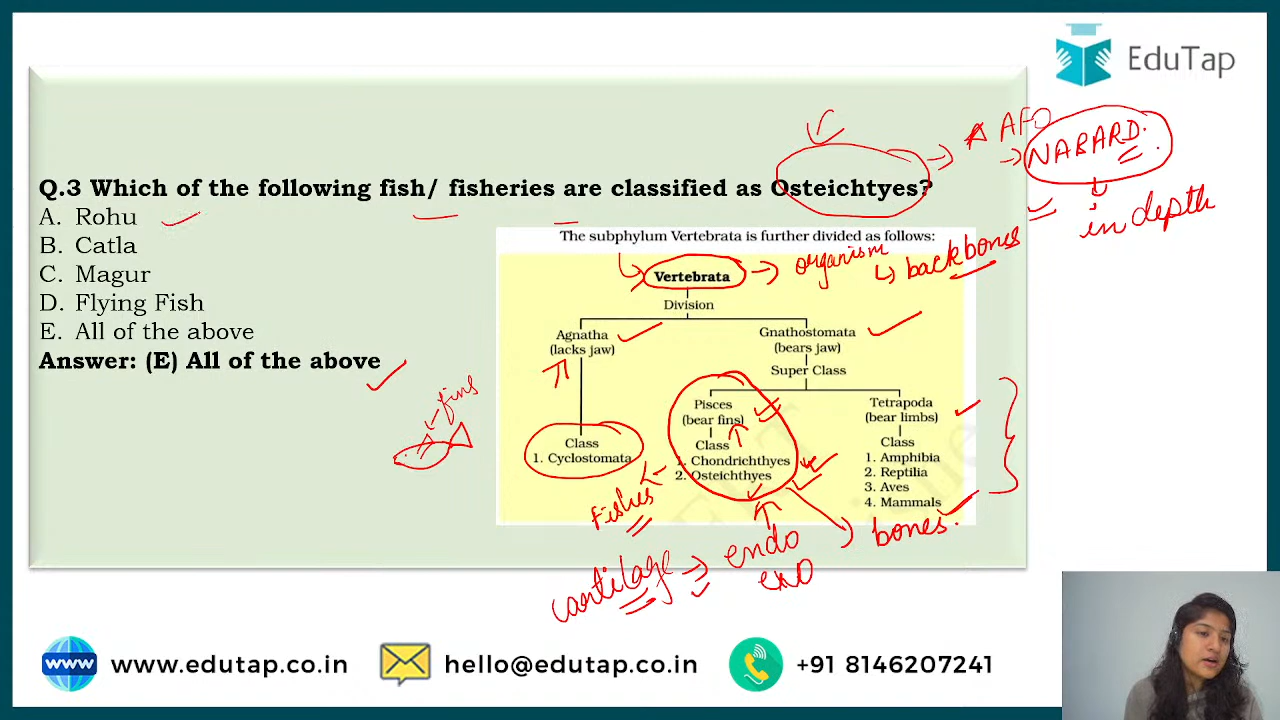 EduTap
AFO
NABARD.
in depth
Q.3 Which of the following fish/ fisheries are classified as Osteichtyes?
A. Rohu
B. Catla
C. Magur
D. Flying Fish
E. All of the above
Answer: (E) All of the above
fins
The subphylum Vertebrata is further divided as follows:
organism
backbones
Vertebrata
Division
Agnatha
(lacks jaw)
Gnathostomata
(bears jaw)
Super Class
Pisces
(bear fins)
Tetrapoda
(bear limbs)
Class
1. Cyclostomata
Class
1. Chondrichthyes
2. Osteichthyes
Class
1. Amphibia
2. Reptilia
3. Aves
4. Mammals
Fishes
bones.
cartilage
endo
exo
www
www.edutap.co.in
hello@edutap.co.in
+91 8146207241